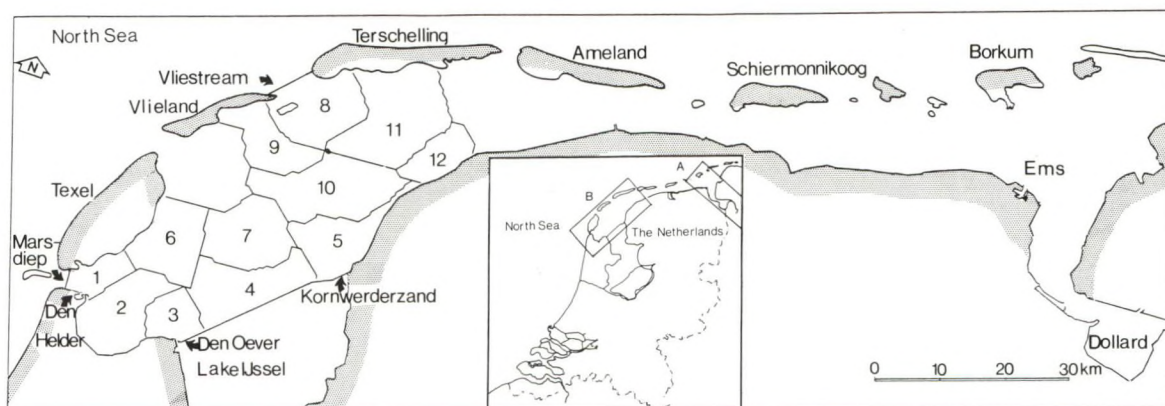 North Sea
N
Terschelling
Ameland
Borkum
Schiermonnikoog
Vliestream
Vlieland
8
11
9
12
10
Texel
6
7
5
Mars-
diep
1
2
3
4
Kornwerderzand
Den
Helder
Den Oever
Lake IJssel
A
B
North Sea
The Netherlands
Ems
Dollard
0 10 20 30 km